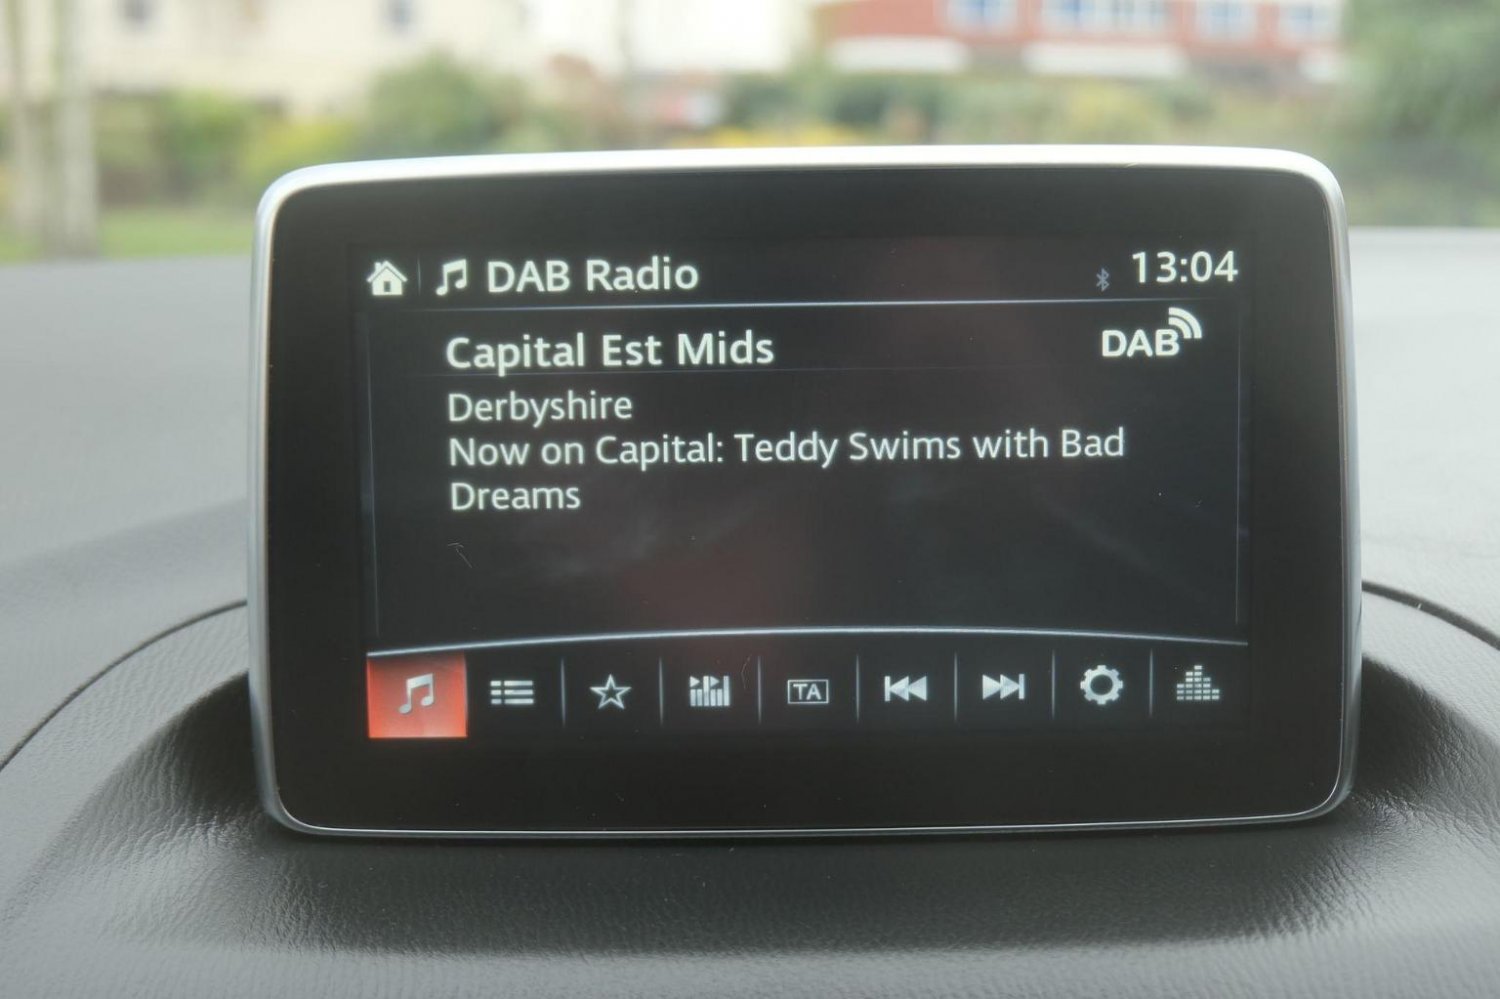 DAB Radio 13:04
Capital Est Mids DAB
Derbyshire
Now on Capital: Teddy Swims with Bad
Dreams
TA